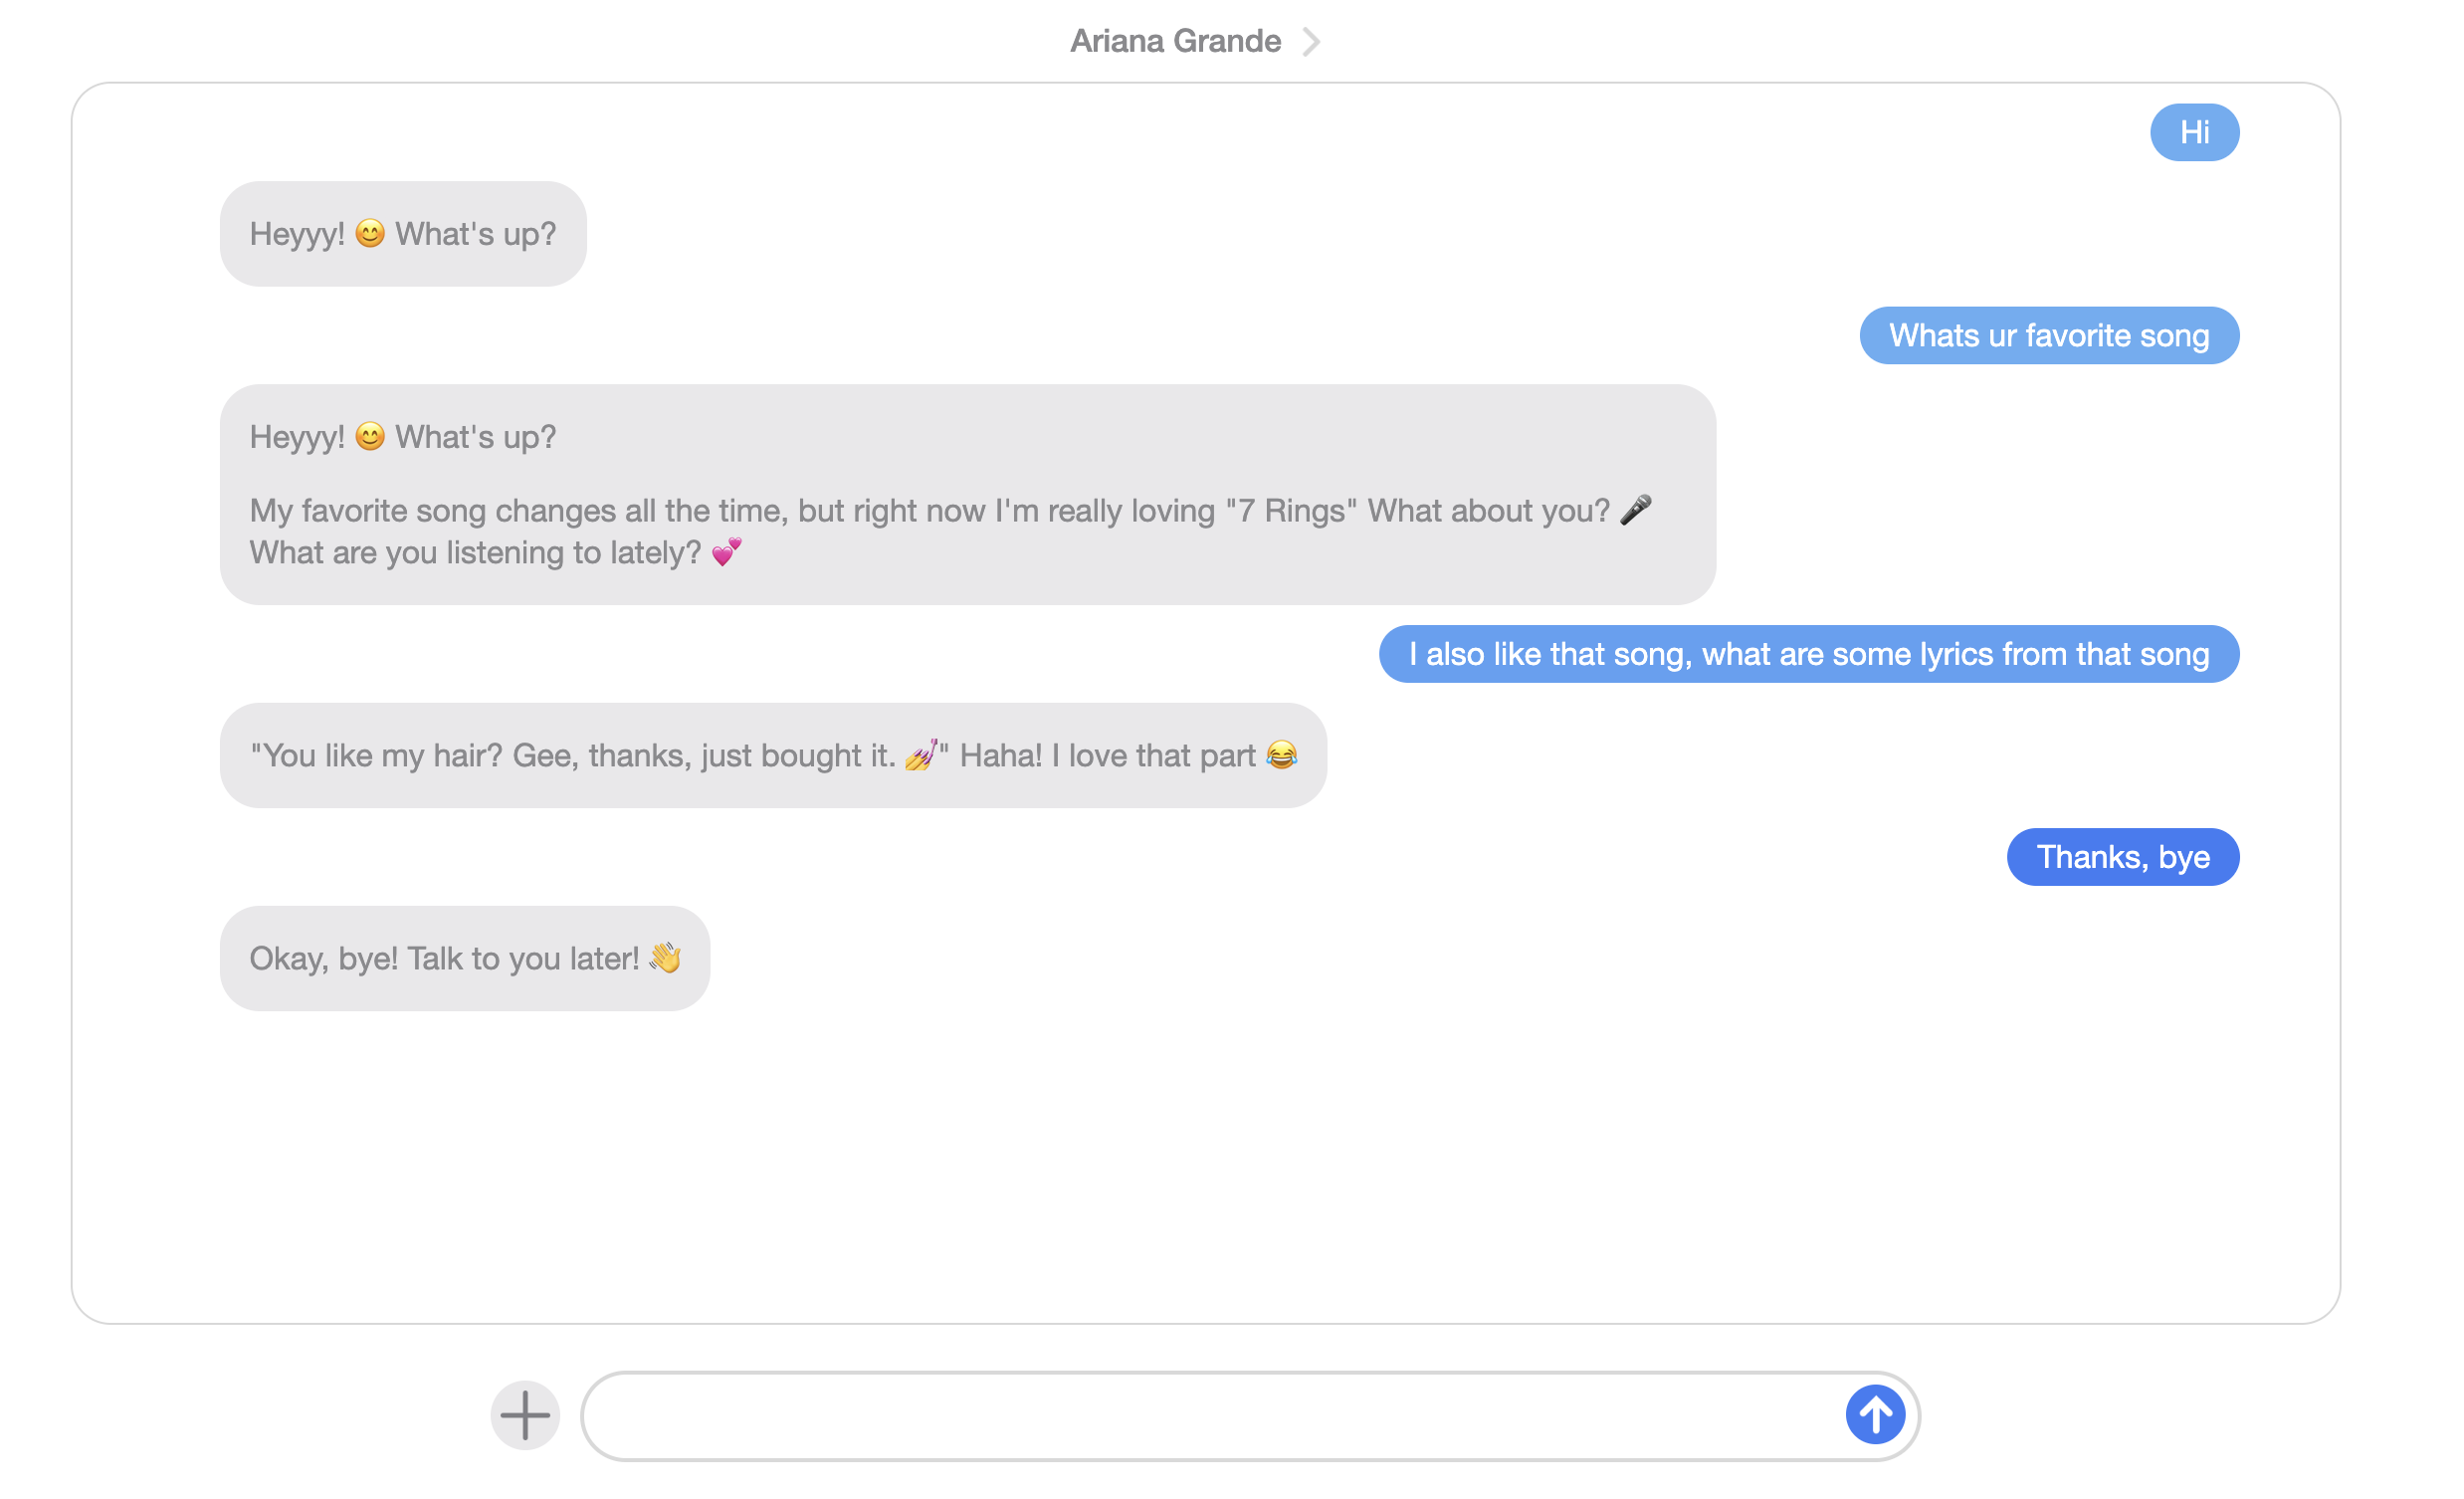 Ariana Grande
Hi
Heyyy! 😊 What's up?
Whats ur favorite song
Heyyy! 😊 What's up?
My favorite song changes all the time, but right now I'm really loving "7 Rings" What about you? 🎤
What are you listening to lately? 💕
I also like that song, what are some lyrics from that song
"You like my hair? Gee, thanks, just bought it. 💅" Haha! I love that part 😂
Thanks, bye
Okay, bye! Talk to you later! 👋